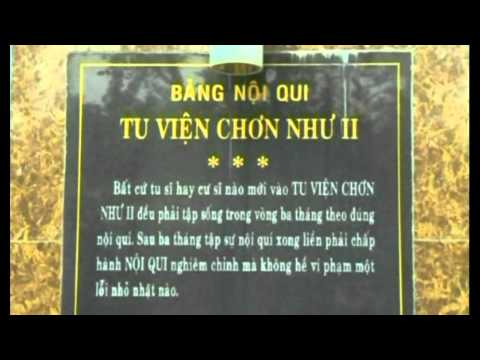 BẢNG NỘI QUI
TU VIỆN CHƠN NHƯ II
* * *
Bất cứ tu sĩ hay cư sĩ nào mới vào TU VIỆN CHƠN
NHƯ II đều phải tập sống trong vòng ba tháng theo đúng
nội qui. Sau ba tháng tập sự nội qui xong liền phải chấp
hành NỘI QUI nghiêm chỉnh mà không hề vi phạm một
lỗi nhỏ nhặt nào.